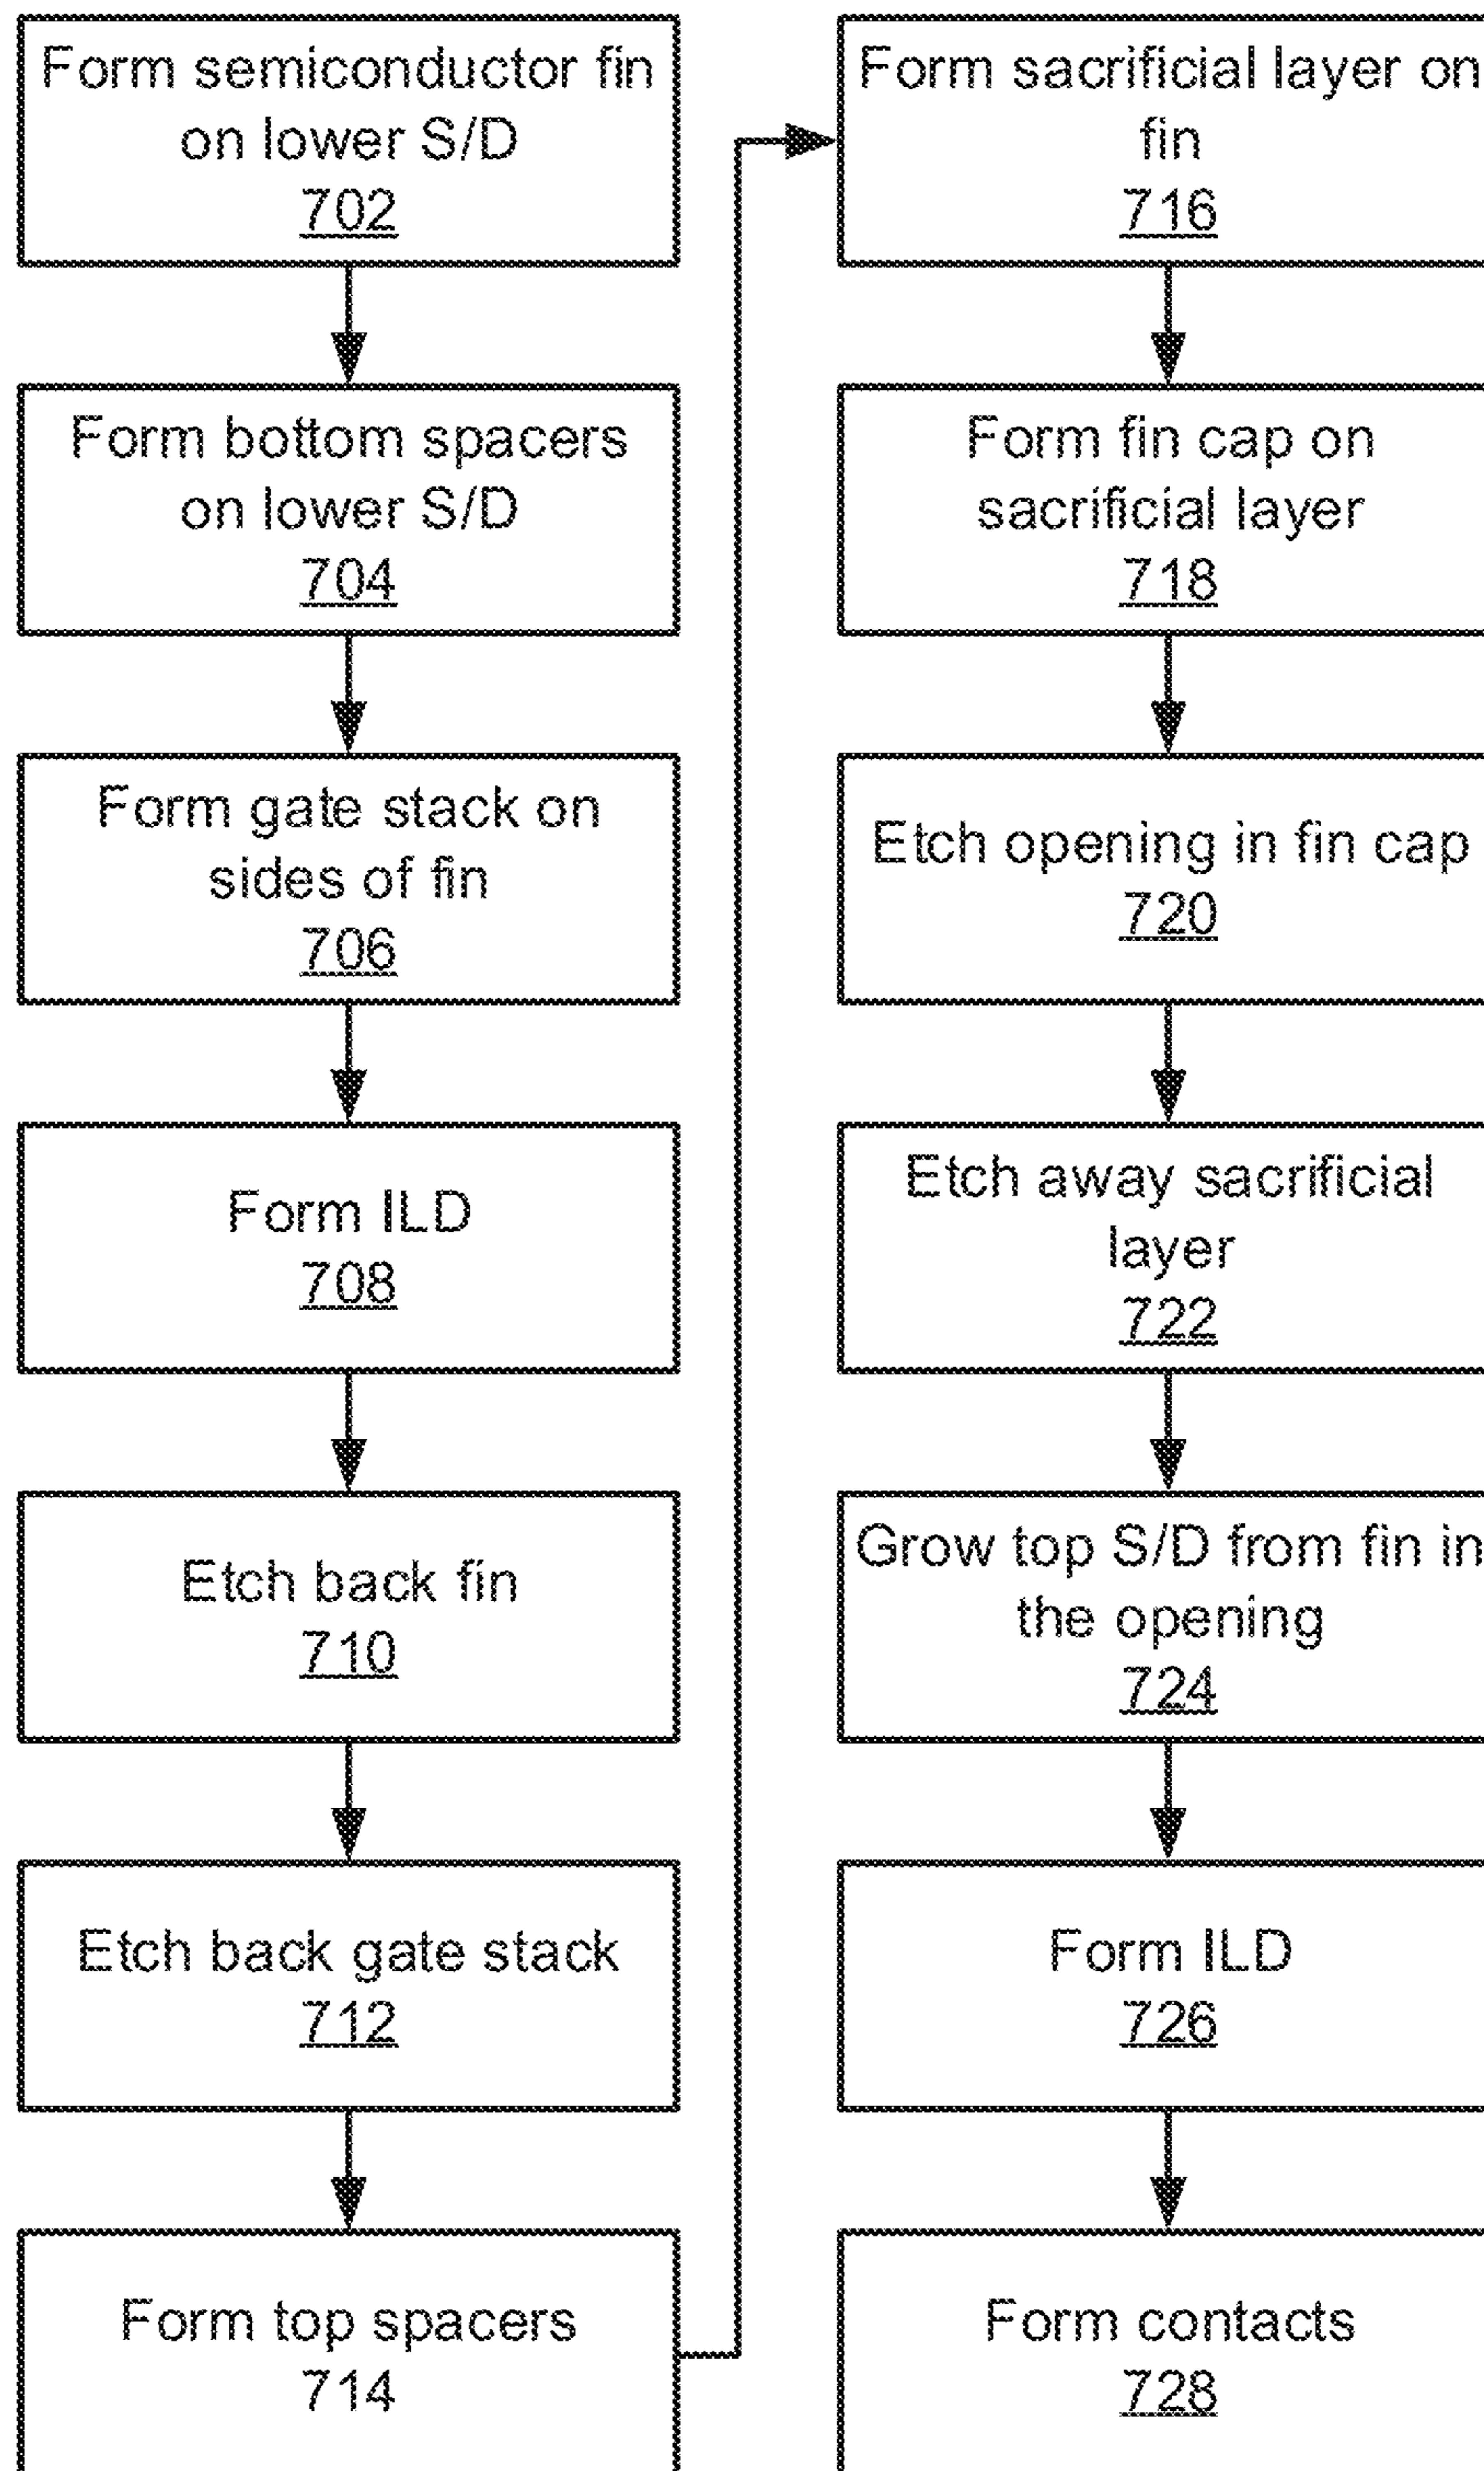 Form semiconductor fin
on lower S/D
702
Form bottom spacers
on lower S/D
704
Form gate stack on
sides of fin
706
Form ILD
708
Etch back fin
710
Etch back gate stack
712
Form top spacers
714
Form sacrificial layer on
fin
716
Form fin cap on
sacrificial layer
718
Etch opening in fin cap
720
Etch away sacrificial
layer
722
Grow top S/D from fin in
the opening
724
Form ILD
726
Form contacts
728